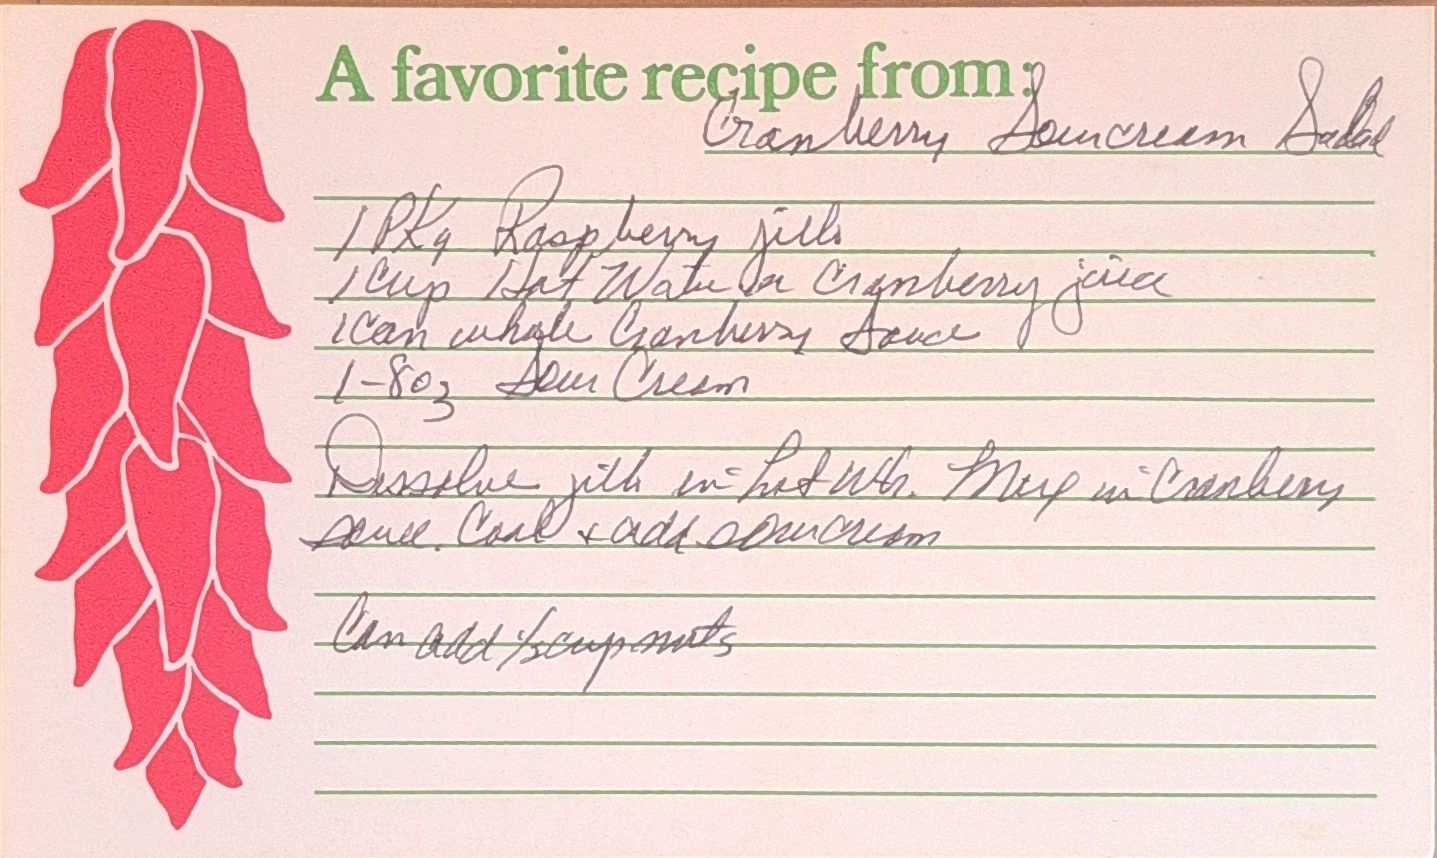 A favorite recipe from:
Cranberry Sourcream Salad
1 Pkg Raspberry jello
1 Cup Hot Water or Cranberry juice
1 Can whole Cranberry Sauce
1-8oz Sour Cream
Dissolve jello in hot wtr. Mix in Cranberry
sauce. Cool + add sourcream
Can add cup nuts